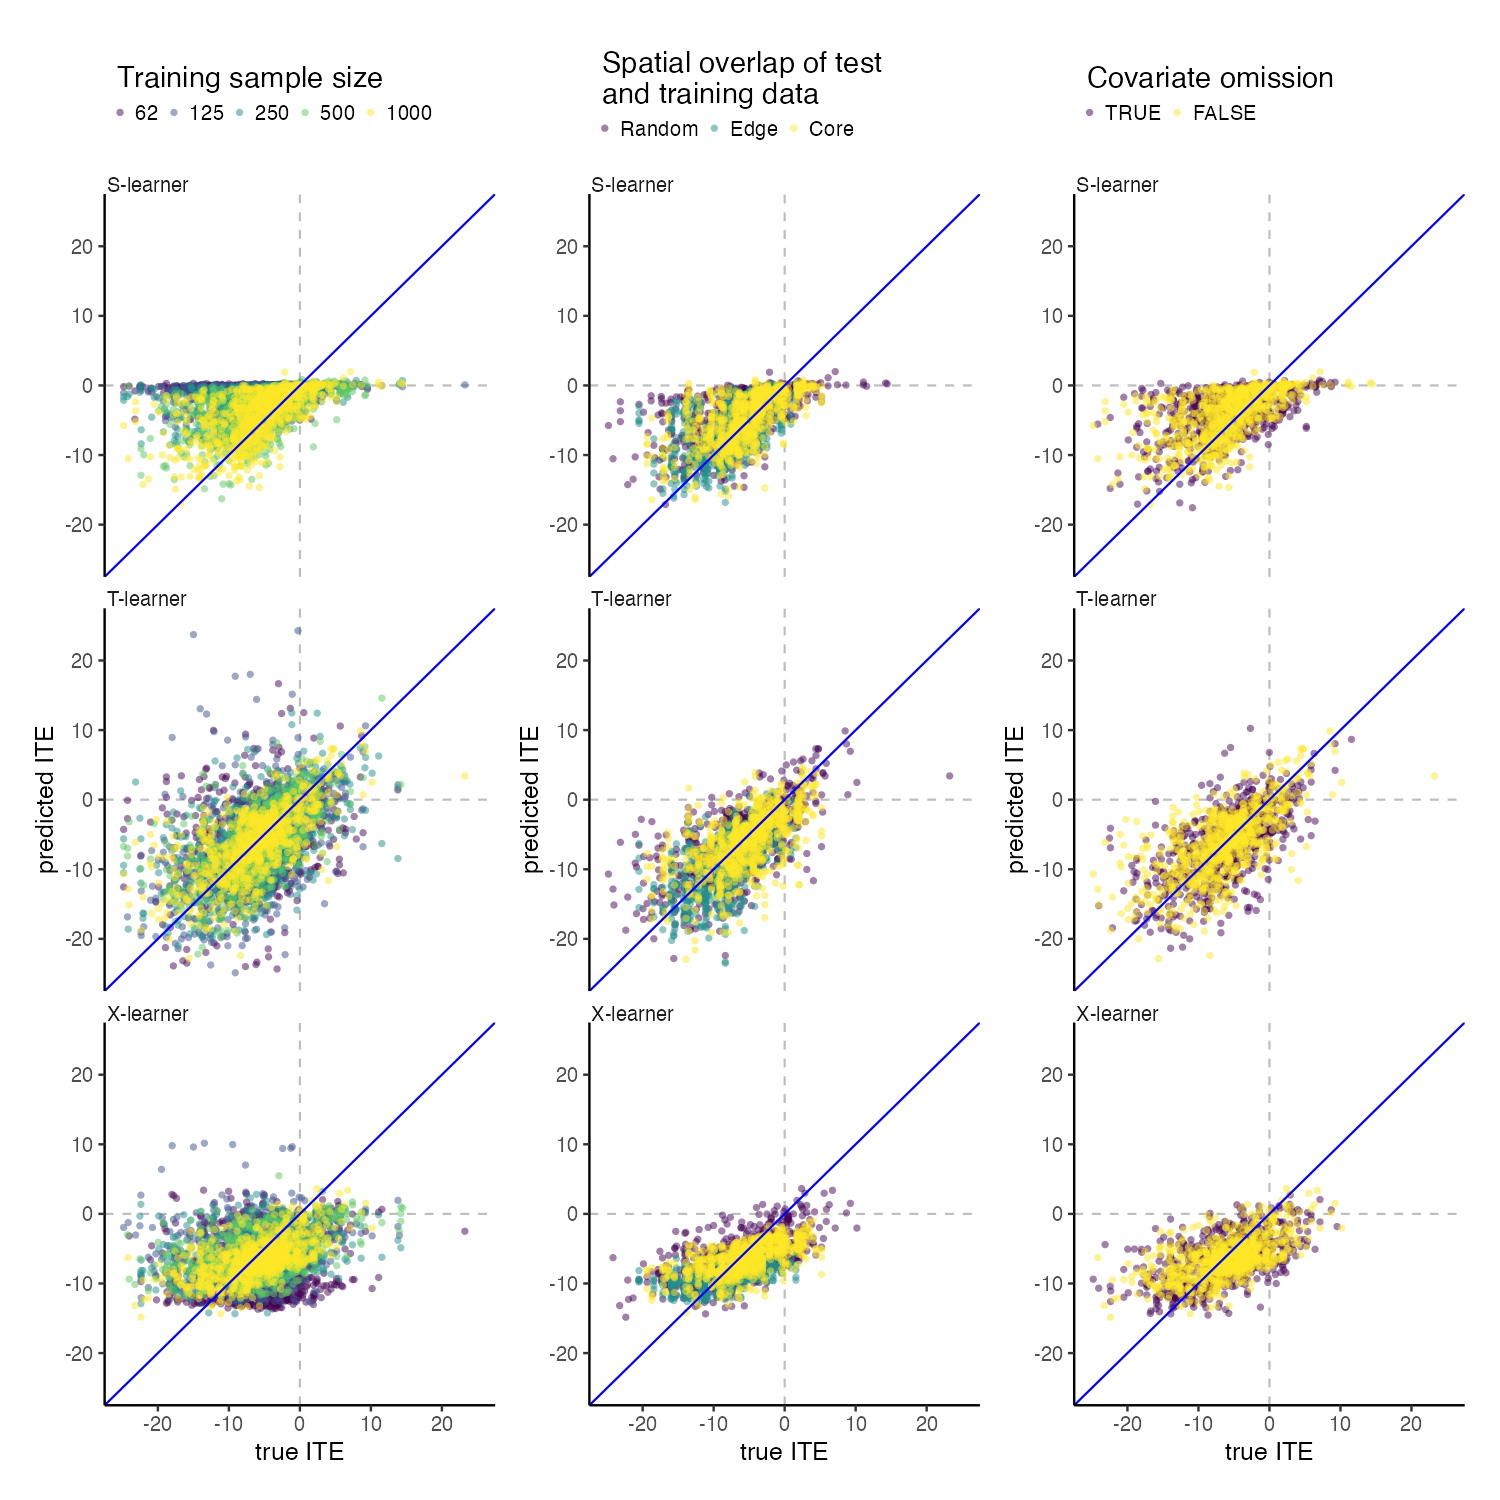 Training sample size
62 125 250 500 1000
Spatial overlap of test
and training data
Random Edge Core
Covariate omission
TRUE FALSE
S-learner
20
10
0
-10
-20
S-learner
20
10
0
-10
-20
S-learner
20
10
0
-10
-20
T-learner
predicted ITE
20
10
0
-10
-20
T-learner
predicted ITE
20
10
0
-10
-20
T-learner
predicted ITE
20
10
0
-10
-20
X-learner
20
10
0
-10
-20
-20 -10 0 10 20
true ITE
X-learner
20
10
0
-10
-20
-20 -10 0 10 20
true ITE
X-learner
20
10
0
-10
-20
-20 -10 0 10 20
true ITE